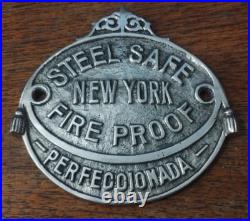 STEEL SAFE
NEW YORK
FIRE PROOF
- PERFECCIONADA -